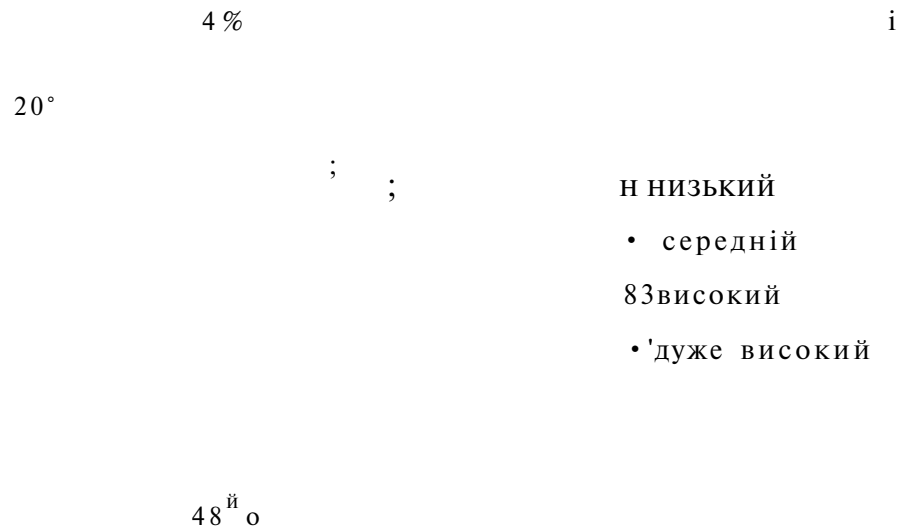 4% і
20°
;
; н низький
• середній
83високий
•'дуже високий
48й о